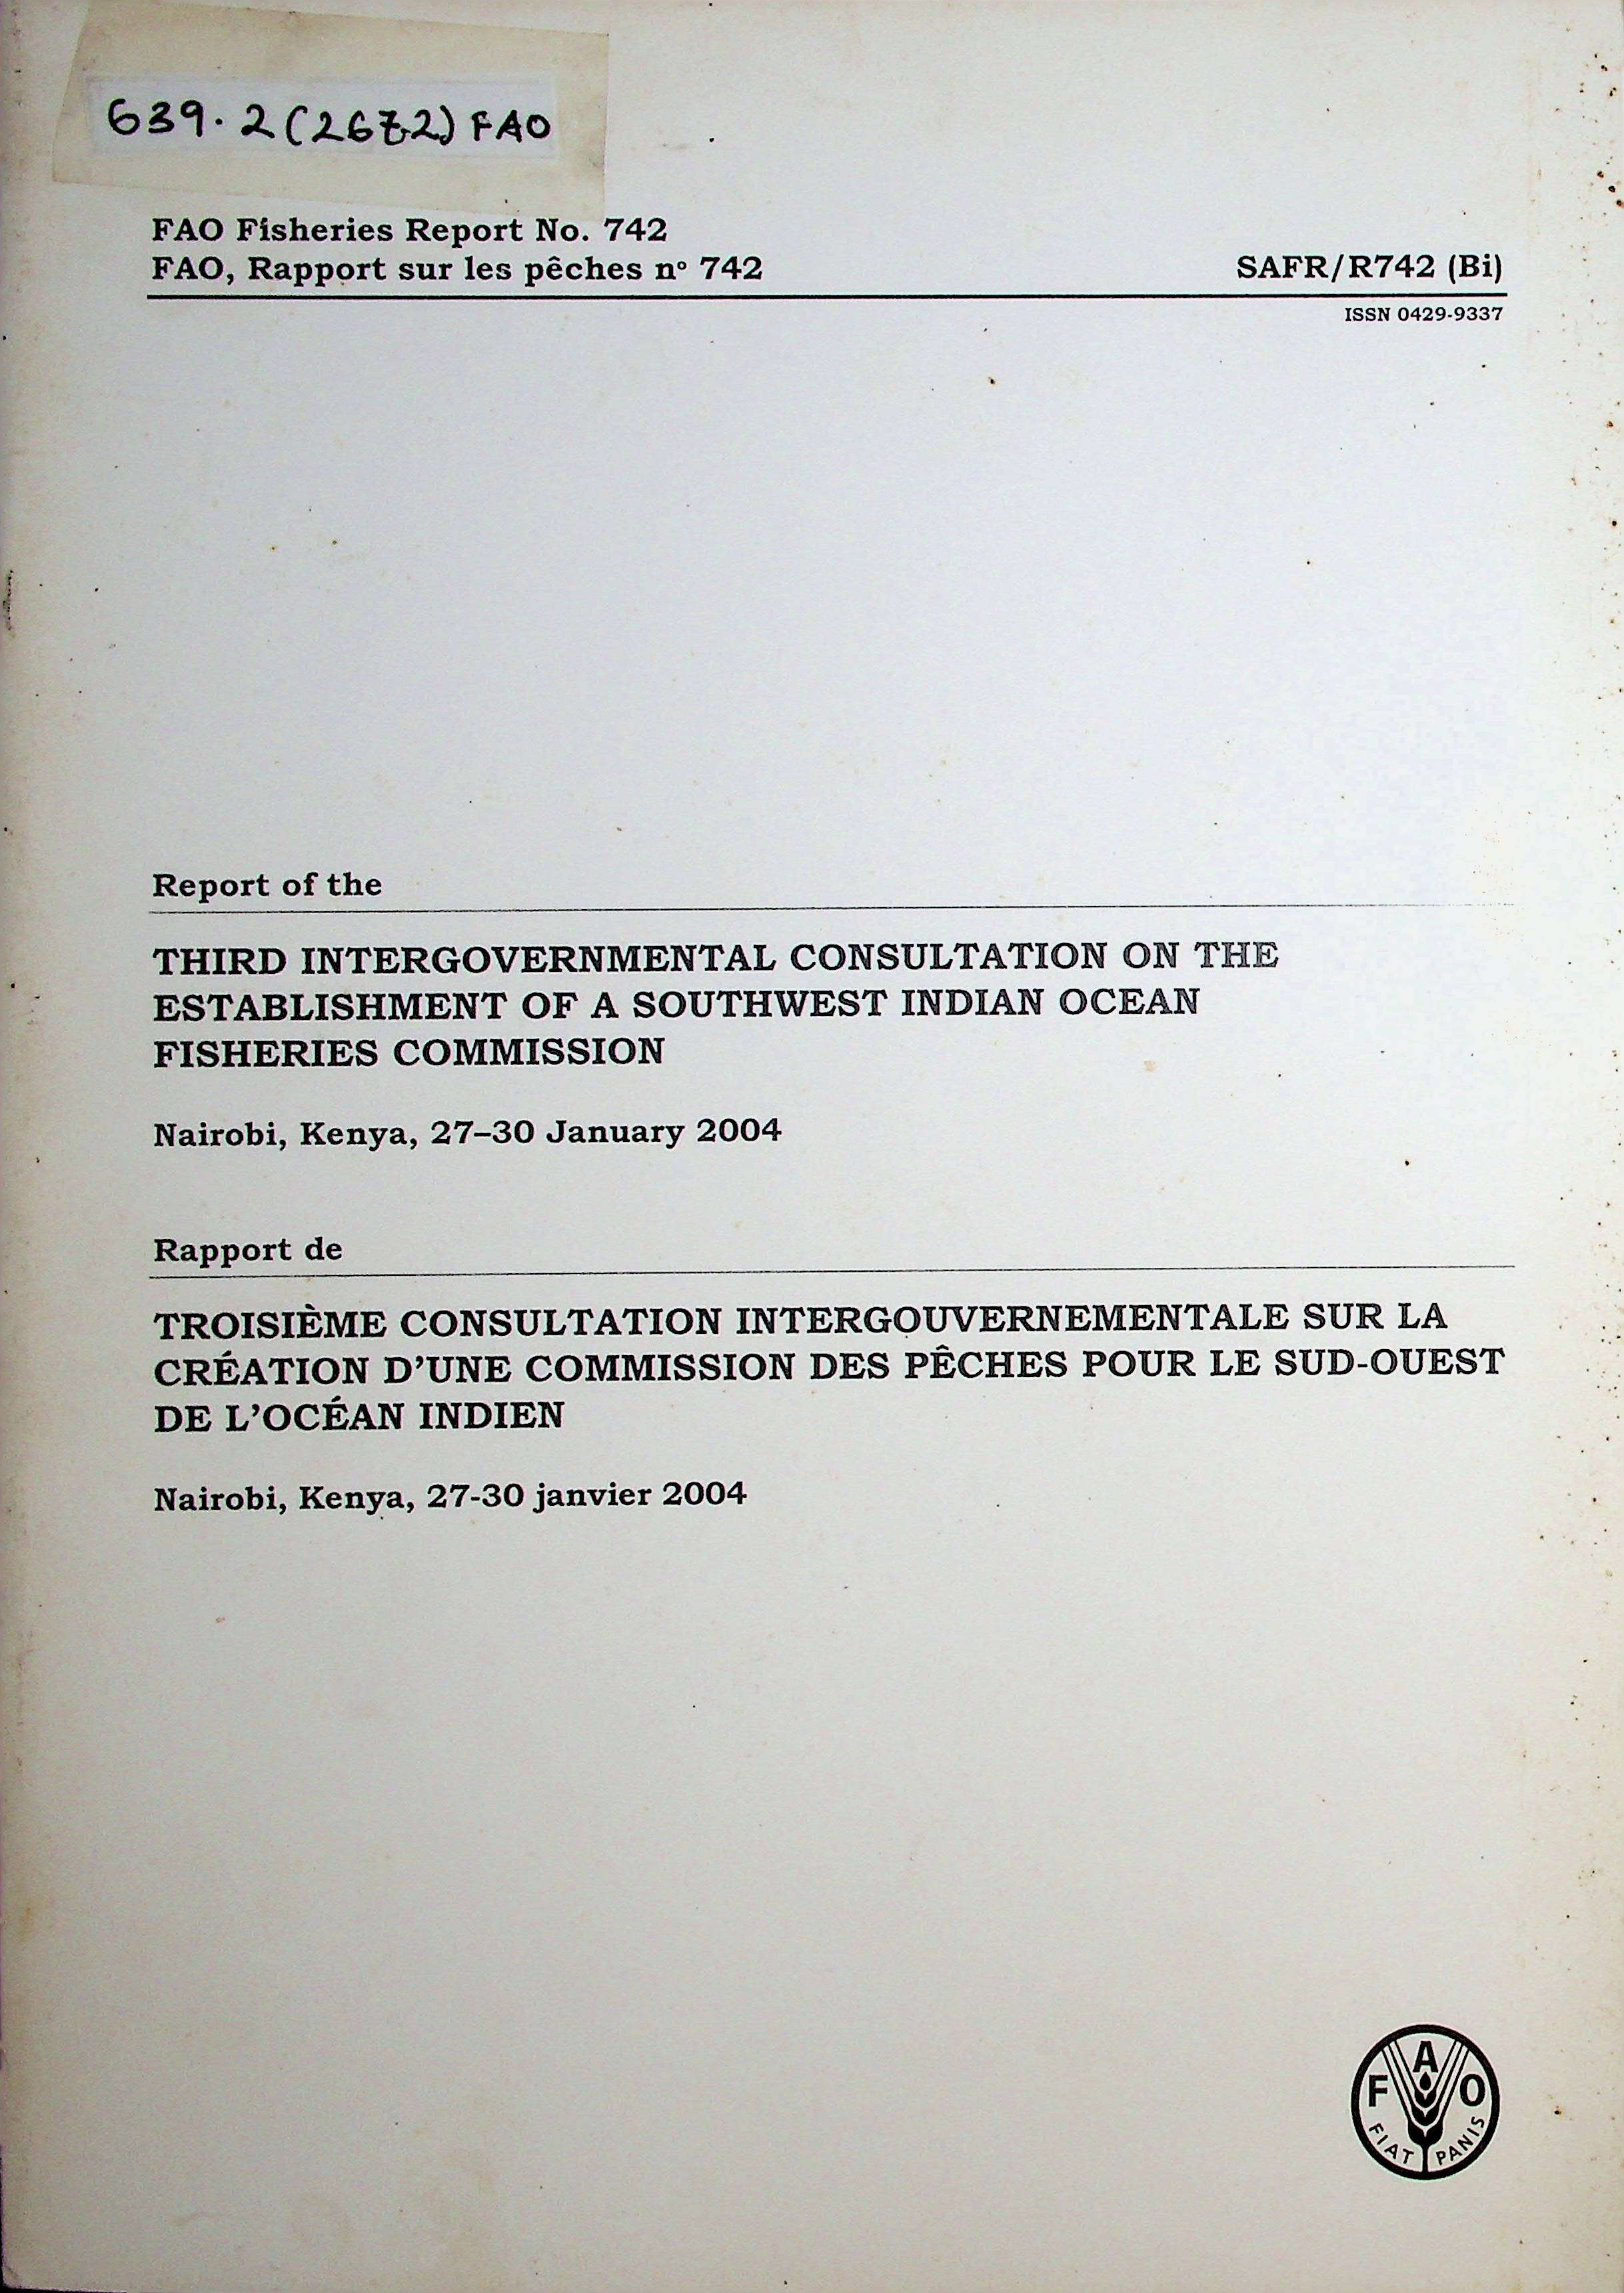 639.2(267.2) FAO
FAO Fisheries Report No. 742
FAO, Rapport sur les pêches nº 742
SAFR/R742 (Bi)
ISSN 0429-9337
Report of the
THIRD INTERGOVERNMENTAL CONSULTATION ON THE
ESTABLISHMENT OF A SOUTHWEST INDIAN OCEAN
FISHERIES COMMISSION
Nairobi, Kenya, 27–30 January 2004
Rapport de
TROISIÈME CONSULTATION INTERGOUVERNEMENTALE SUR LA
CRÉATION D'UNE COMMISSION DES PÊCHES POUR LE SUD-OUEST
DE L'OCÉAN INDIEN
Nairobi, Kenya, 27-30 janvier 2004
F A O
FIAT PANIS